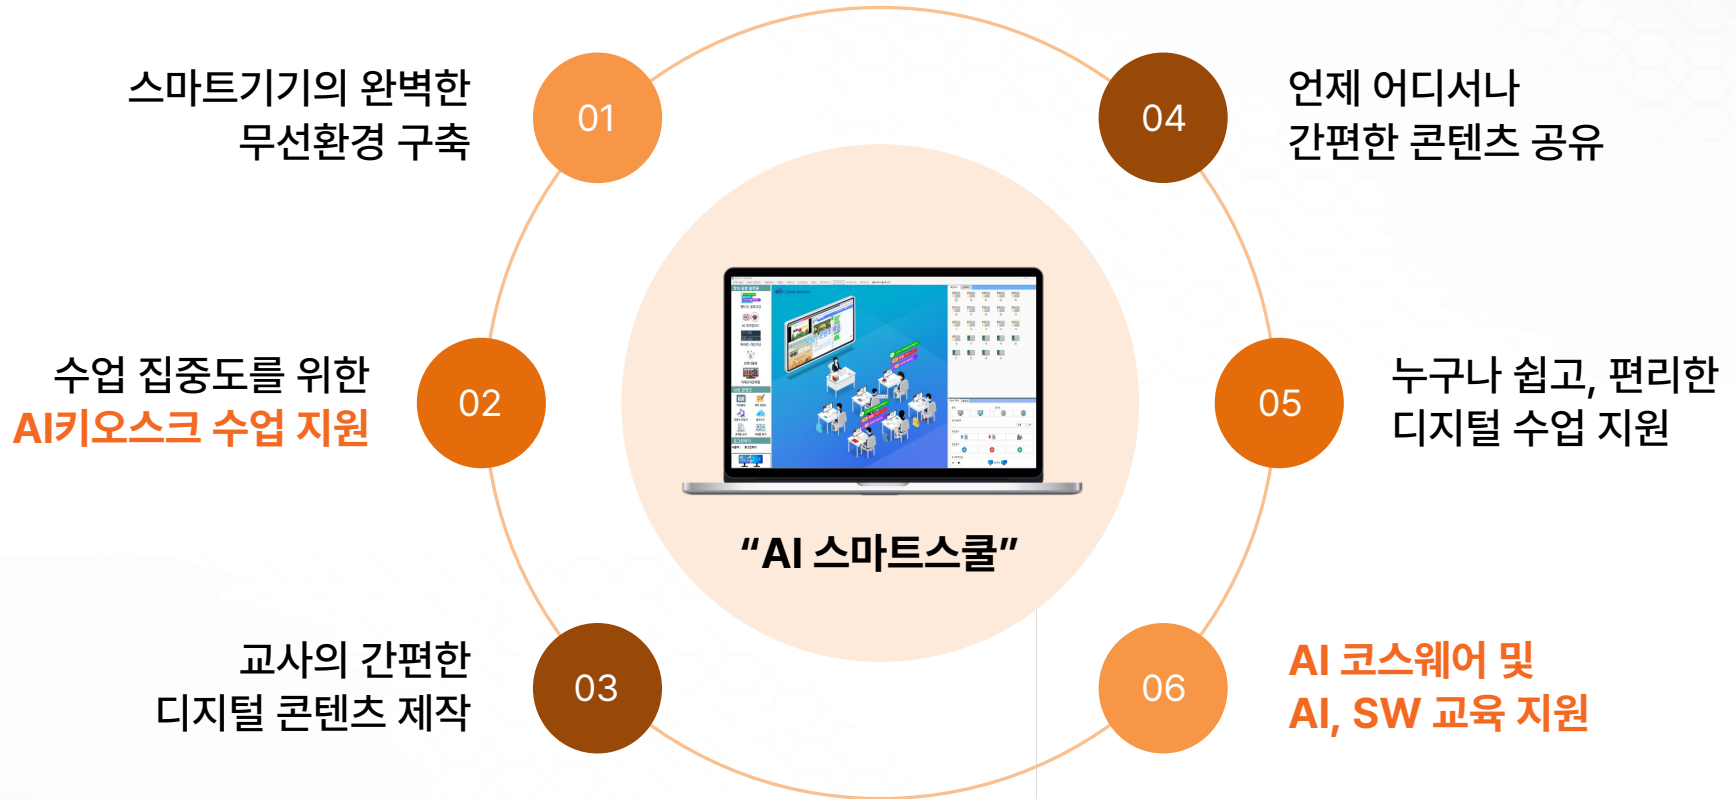 스마트기기의 완벽한
무선환경 구축
01
수업 집중도를 위한
AI키오스크 수업 지원
02
교사의 간편한
디지털 콘텐츠 제작
03
“AI 스마트스쿨”
04
언제 어디서나
간편한 콘텐츠 공유
05
누구나 쉽고, 편리한
디지털 수업 지원
06
AI 코스웨어 및
AI, SW 교육 지원